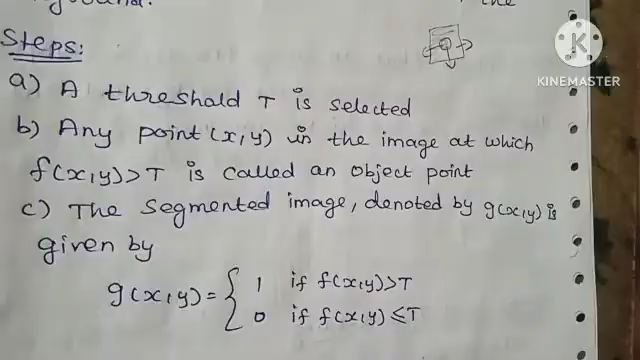 the
Steps:
a) A threshold T is selected
b) Any point (x,y) in the image at which
f(x,y)>T is called an object point
c) The segmented image, denoted by g(x,y) is
given by
g(x,y) = { 1 if f(x,y)>T
0 if f(x,y) ≤T
KINEMASTER